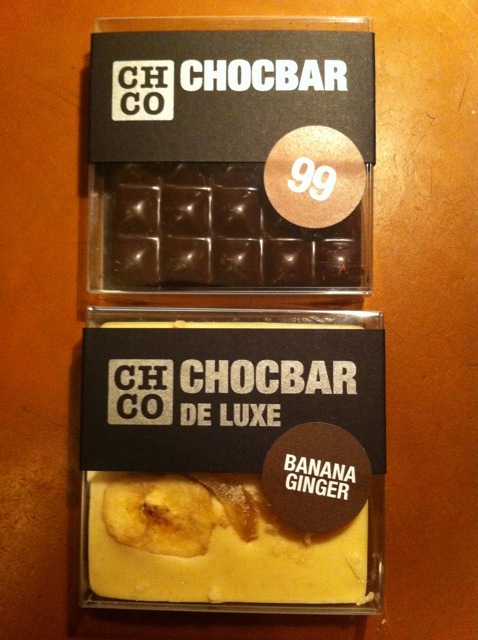 CH
CO
CHOCBAR
99
CH
CO
CHOCBAR
DE LUXE
BANANA
GINGER